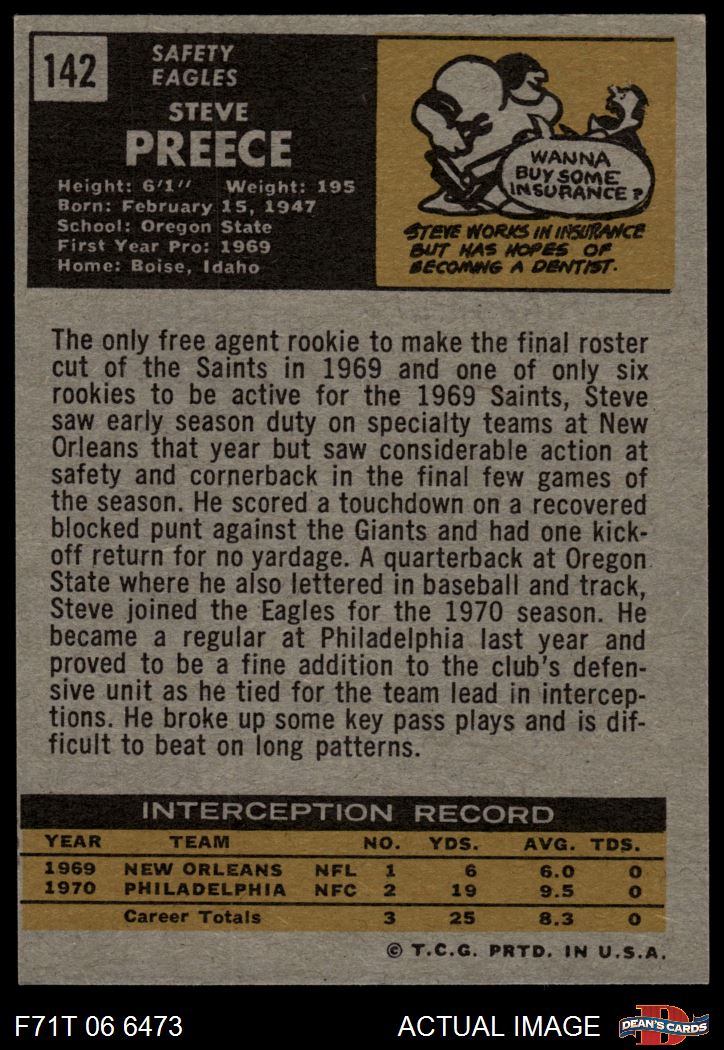 142
SAFETY
EAGLES
STEVE
PREECE
Height: 6'1" Weight: 195
Born: February 15, 1947
School: Oregon State
First Year Pro: 1969
Home: Boise, Idaho
WANNA
BUY SOME
INSURANCE?
STEVE WORKS IN INSURANCE
BUT HAS HOPES OF
BECOMING A DENTIST.
The only free agent rookie to make the final roster
cut of the Saints in 1969 and one of only six
rookies to be active for the 1969 Saints, Steve
saw early season duty on specialty teams at New
Orleans that year but saw considerable action at
safety and cornerback in the final few games of
the season. He scored a touchdown on a recovered
blocked punt against the Giants and had one kick-
off return for no yardage. A quarterback at Oregon
State where he also lettered in baseball and track,
Steve joined the Eagles for the 1970 season. He
became a regular at Philadelphia last year and
proved to be a fine addition to the club's defen-
sive unit as he tied for the team lead in intercep-
tions. He broke up some key pass plays and is dif-
ficult to beat on long patterns.
INTERCEPTION RECORD
YEAR TEAM NO. YDS. AVG. TDS.
1969 NEW ORLEANS NFL 1 6 6.0 0
1970 PHILADELPHIA NFC 2 19 9.5 0
Career Totals 3 25 8.3 0
© T.C.G. PRTD. IN U.S.A.
F71T 06 6473 ACTUAL IMAGE D DEAN'S CARDS